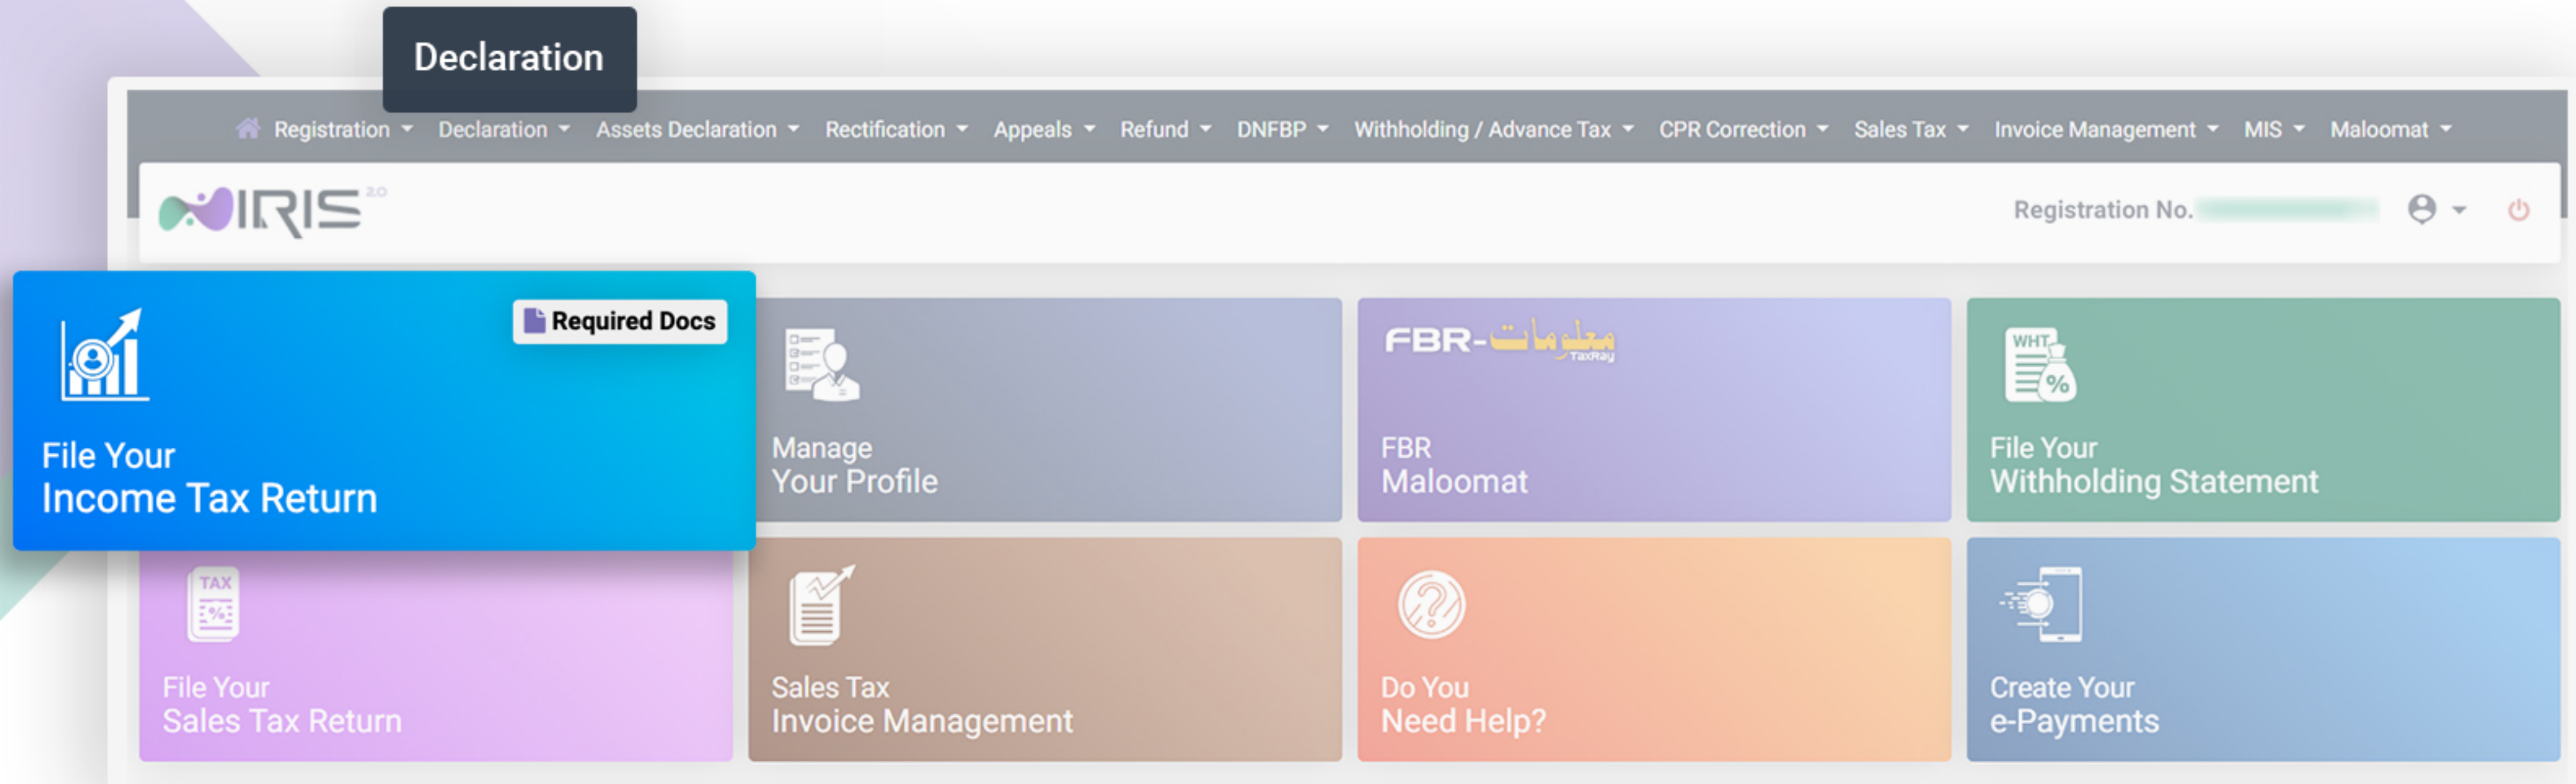 Declaration
Registration Declaration Assets Declaration Rectification Appeals Refund DNFBP Withholding / Advance Tax CPR Correction Sales Tax Invoice Management MIS Maloomat
IRIS 2.0
Registration No.
Required Docs
File Your
Income Tax Return
Manage
Your Profile
FBR-معلومات
TaxRay
FBR
Maloomat
WHT
%
File Your
Withholding Statement
TAX
%
File Your
Sales Tax Return
Sales Tax
Invoice Management
?
Do You
Need Help?
Create Your
e-Payments